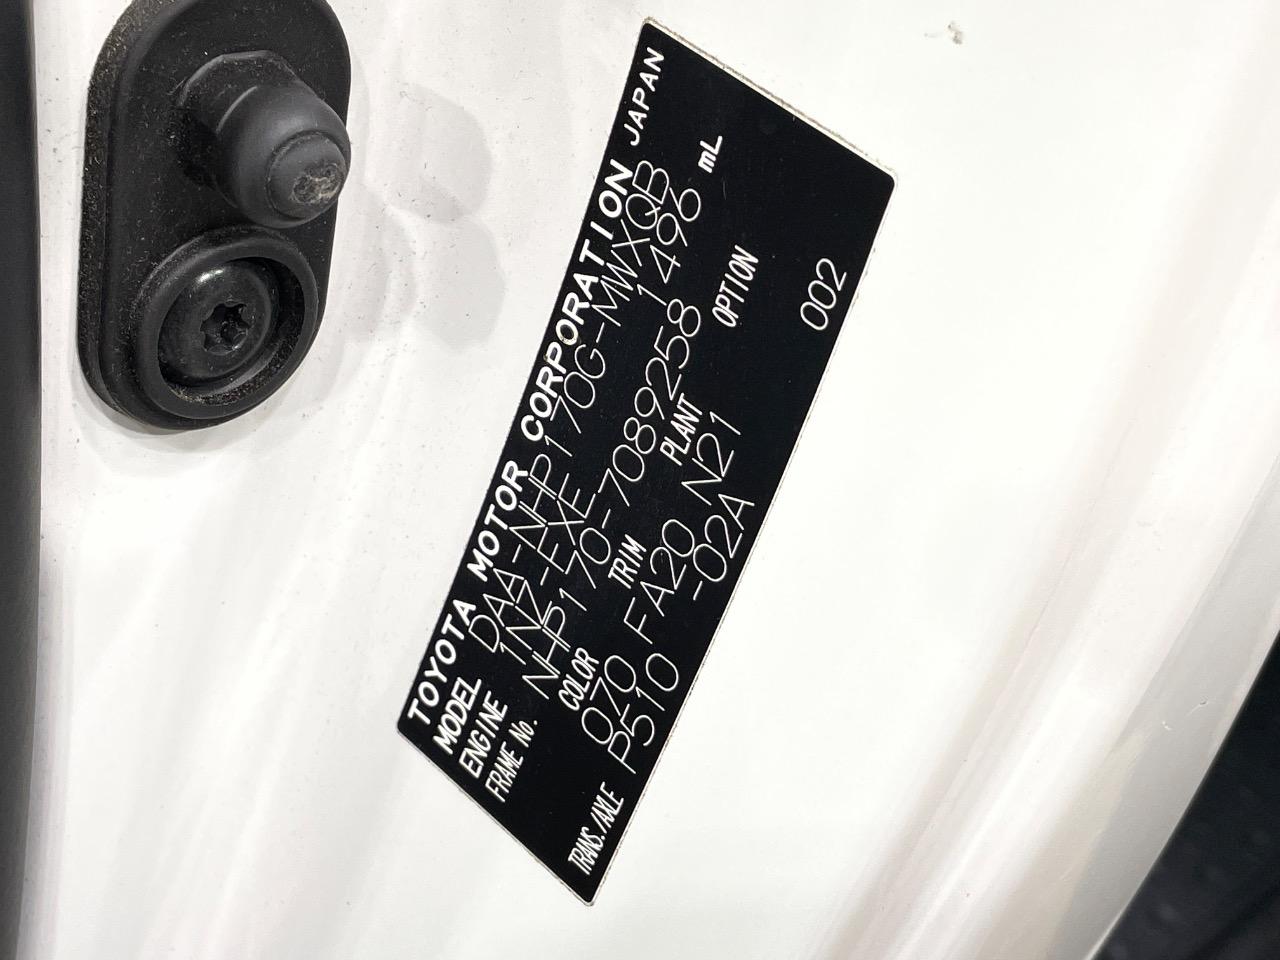 TOYOTA MOTOR CORPORATION JAPAN
MODEL DAA-NHP170G-MWXQB
ENGINE 1NZ-EXE 1496 mL
FRAME No. NHP170-7089258
COLOR TRIM PLANT OPTION
070 FA20 N21 002
TRANS./AXLE P510 -02A